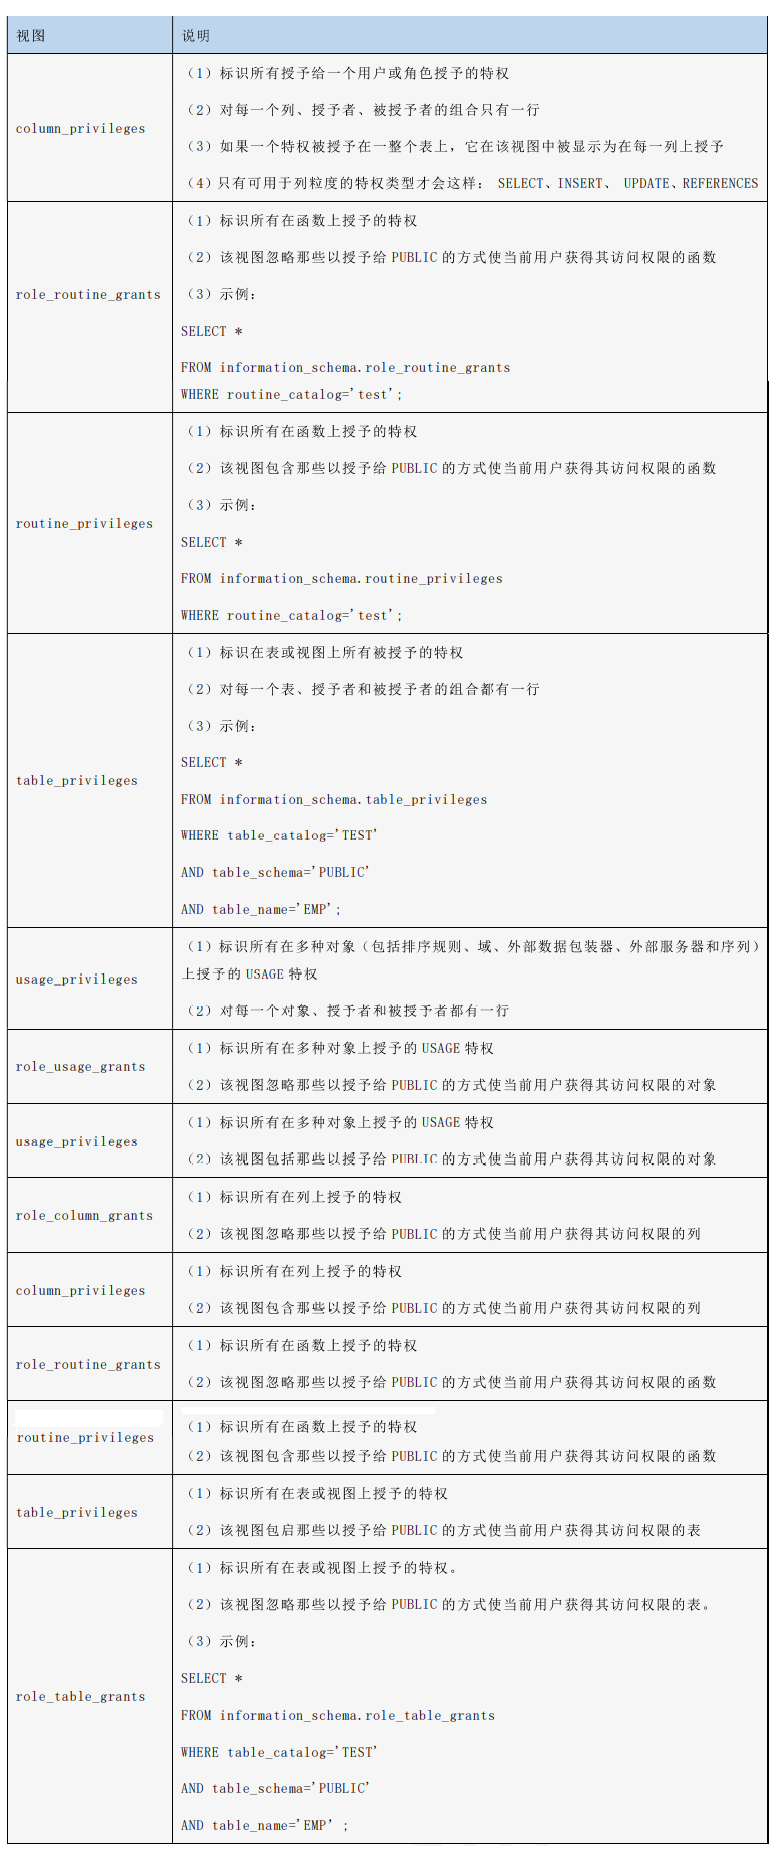 视图 说明
column_privileges
（1）标识所有授予给一个用户或角色授予的特权
（2）对每一个列、授予者、被授予者的组合只有一行
（3）如果一个特权被授予在一整个表上，它在该视图中被显示为在每一列上授予
（4）只有可用于列粒度的特权类型才会这样： SELECT、INSERT、 UPDATE、REFERENCES
role_routine_grants
（1）标识所有在函数上授予的特权
（2）该视图忽略那些以授予给 PUBLIC 的方式使当前用户获得其访问权限的函数
（3）示例：
SELECT *
FROM information_schema.role_routine_grants
WHERE routine_catalog='test';
routine_privileges
（1）标识所有在函数上授予的特权
（2）该视图包含那些以授予给 PUBLIC 的方式使当前用户获得其访问权限的函数
（3）示例：
SELECT *
FROM information_schema.routine_privileges
WHERE routine_catalog='test';
table_privileges
（1）标识在表或视图上所有被授予的特权
（2）对每一个表、授予者和被授予者的组合都有一行
（3）示例：
SELECT *
FROM information_schema.table_privileges
WHERE table_catalog='TEST'
AND table_schema='PUBLIC'
AND table_name='EMP';
usage_privileges
（1）标识所有在多种对象（包括排序规则、域、外部数据包装器、外部服务器和序列）
上授予的 USAGE 特权
（2）对每一个对象、授予者和被授予者都有一行
role_usage_grants
（1）标识所有在多种对象上授予的 USAGE 特权
（2）该视图忽略那些以授予给 PUBLIC 的方式使当前用户获得其访问权限的对象
usage_privileges
（1）标识所有在多种对象上授予的 USAGE 特权
（2）该视图包括那些以授予给 PUBLIC 的方式使当前用户获得其访问权限的对象
role_column_grants
（1）标识所有在列上授予的特权
（2）该视图忽略那些以授予给 PUBLIC 的方式使当前用户获得其访问权限的列
column_privileges
（1）标识所有在列上授予的特权
（2）该视图包含那些以授予给 PUBLIC 的方式使当前用户获得其访问权限的列
role_routine_grants
（1）标识所有在函数上授予的特权
（2）该视图忽略那些以授予给 PUBLIC 的方式使当前用户获得其访问权限的函数
routine_privileges
（1）标识所有在函数上授予的特权
（2）该视图包含那些以授予给 PUBLIC 的方式使当前用户获得其访问权限的函数
table_privileges
（1）标识所有在表或视图上授予的特权
（2）该视图包启那些以授予给 PUBLIC 的方式使当前用户获得其访问权限的表
role_table_grants
（1）标识所有在表或视图上授予的特权。
（2）该视图忽略那些以授予给 PUBLIC 的方式使当前用户获得其访问权限的表。
（3）示例：
SELECT *
FROM information_schema.role_table_grants
WHERE table_catalog='TEST'
AND table_schema='PUBLIC'
AND table_name='EMP' ;